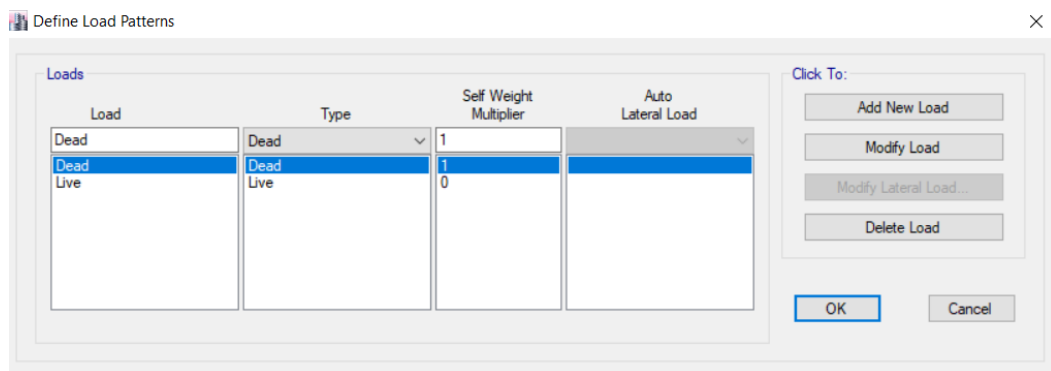 Define Load Patterns
Loads
Click To:
Load
Type
Self Weight
Multiplier
Auto
Lateral Load
Dead
Dead
1
Dead
Dead
1
Live
Live
0
Add New Load
Modify Load
Modify Lateral Load...
Delete Load
OK
Cancel